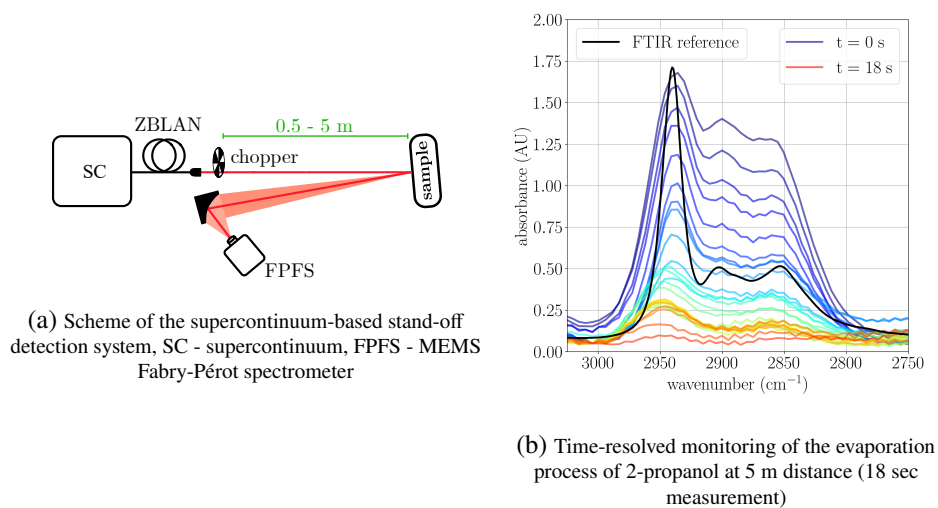 SC
ZBLAN
0.5 - 5 m
chopper
sample
FPFS
(a) Scheme of the supercontinuum-based stand-off
detection system, SC - supercontinum, FPFS - MEMS
Fabry-Pérot spectrometer
FTIR reference
t = 0 s
t = 18 s
absorbance (AU)
2.00
1.75
1.50
1.25
1.00
0.75
0.50
0.25
0.00
3000 2950 2900 2850 2800 2750
wavenumber (cm⁻¹)
(b) Time-resolved monitoring of the evaporation
process of 2-propanol at 5 m distance (18 sec
measurement)